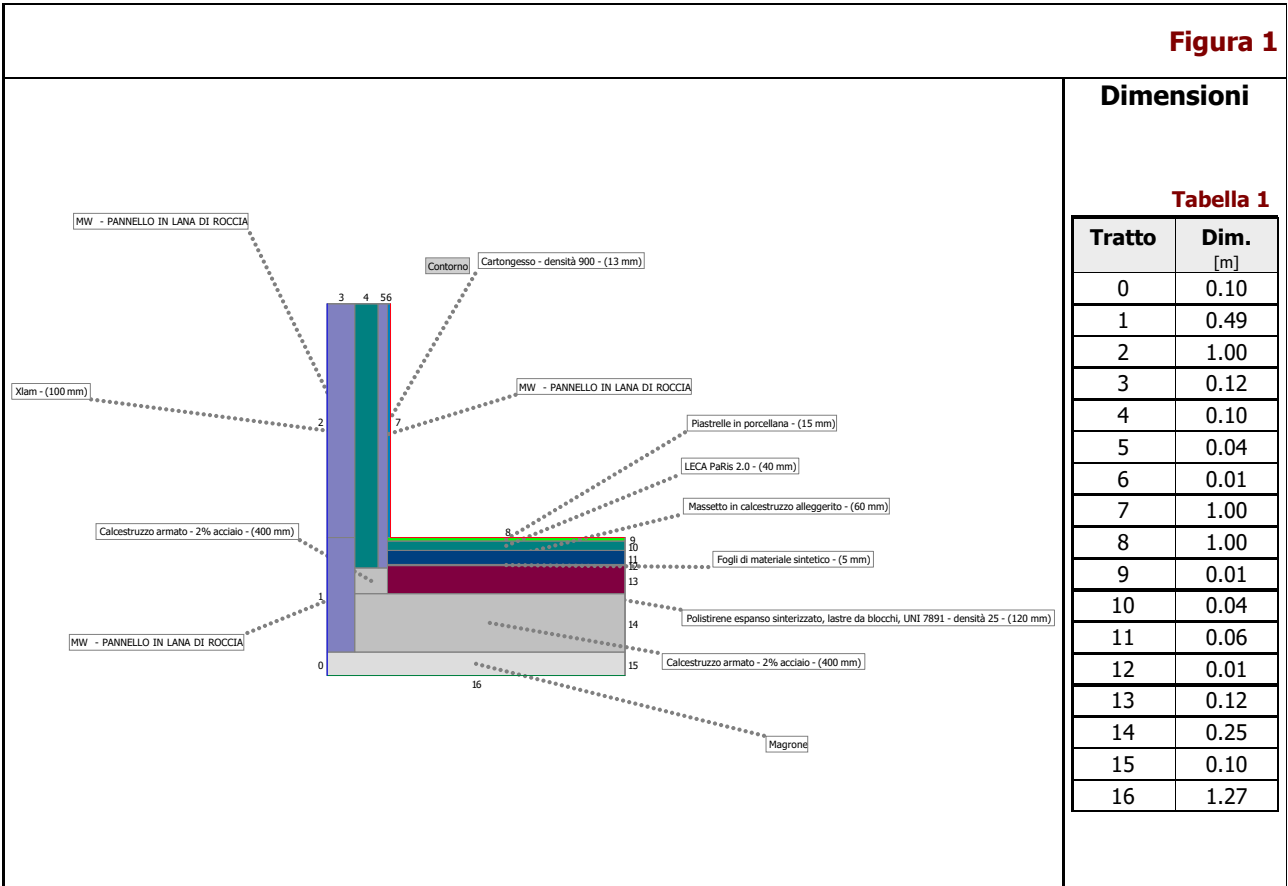 Figura 1
Dimensioni
Tabella 1
Tratto Dim.
[m]
0 0.10
1 0.49
2 1.00
3 0.12
4 0.10
5 0.04
6 0.01
7 1.00
8 1.00
9 0.01
10 0.04
11 0.06
12 0.01
13 0.12
14 0.25
15 0.10
16 1.27
MW - PANNELLO IN LANA DI ROCCIA
Contorno
Cartongesso - densità 900 - (13 mm)
3 4 5 6
Xlam - (100 mm)
MW - PANNELLO IN LANA DI ROCCIA
2
7
Piastrelle in porcellana - (15 mm)
LECA PaRis 2.0 - (40 mm)
Massetto in calcestruzzo alleggerito - (60 mm)
Calcestruzzo armato - 2% acciaio - (400 mm)
8
9
10
11
12
13
Fogli di materiale sintetico - (5 mm)
1
Polistirene espanso sinterizzato, lastre da blocchi, UNI 7891 - densità 25 - (120 mm)
14
MW - PANNELLO IN LANA DI ROCCIA
Calcestruzzo armato - 2% acciaio - (400 mm)
0
15
16
Magrone